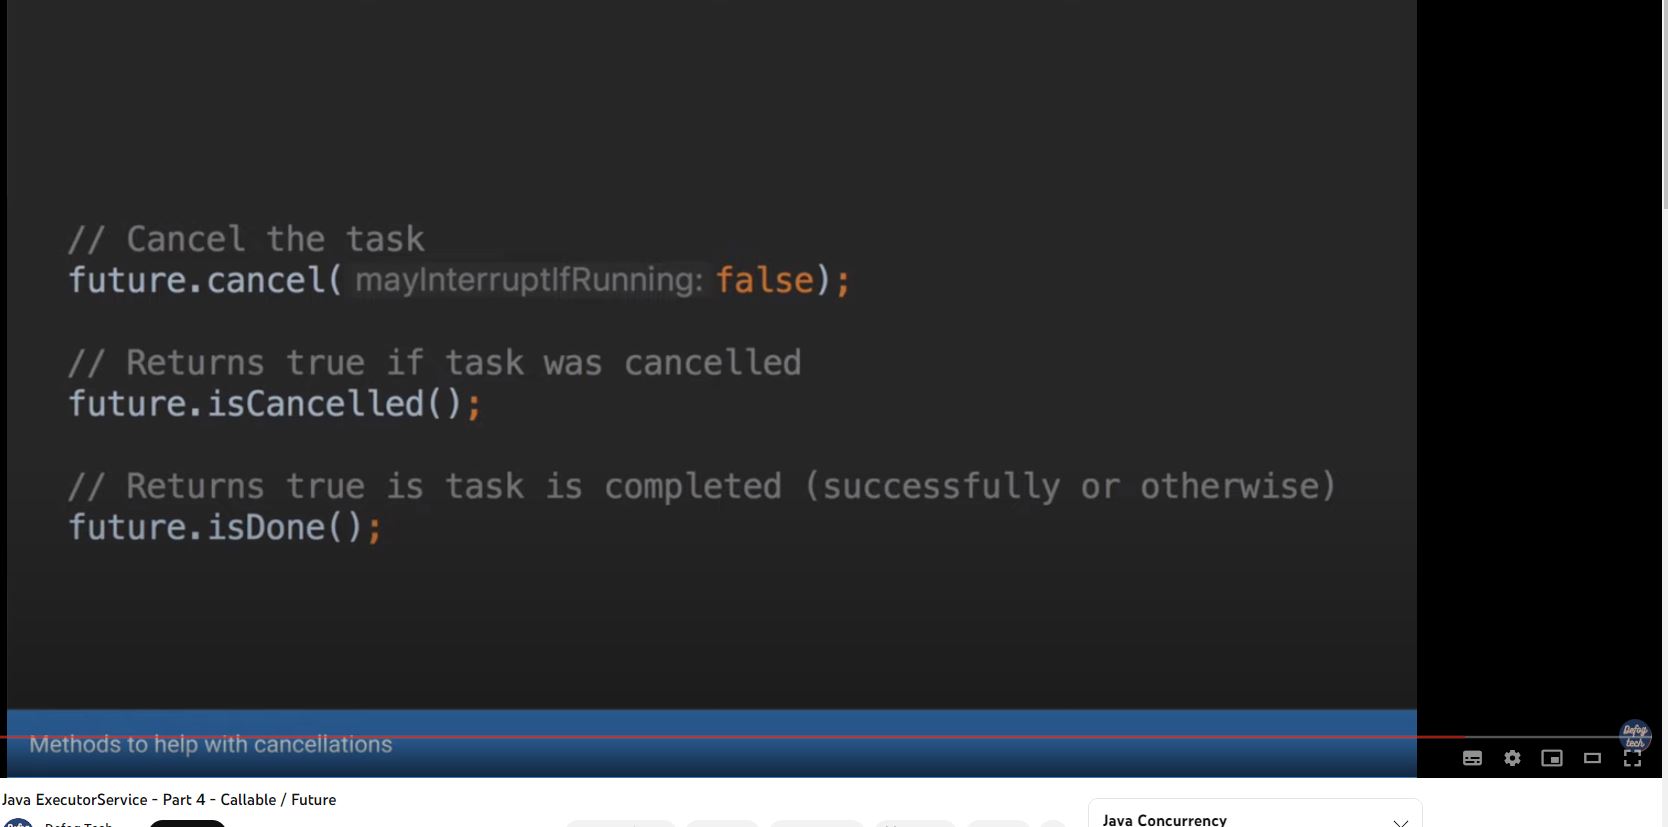 // Cancel the task
future.cancel( mayInterruptIfRunning: false);
// Returns true if task was cancelled
future.isCancelled();
// Returns true is task is completed (successfully or otherwise)
future.isDone();
Methods to help with cancellations
Defog
tech
Java ExecutorService - Part 4 - Callable / Future
Defog Tech
Java Concurrency